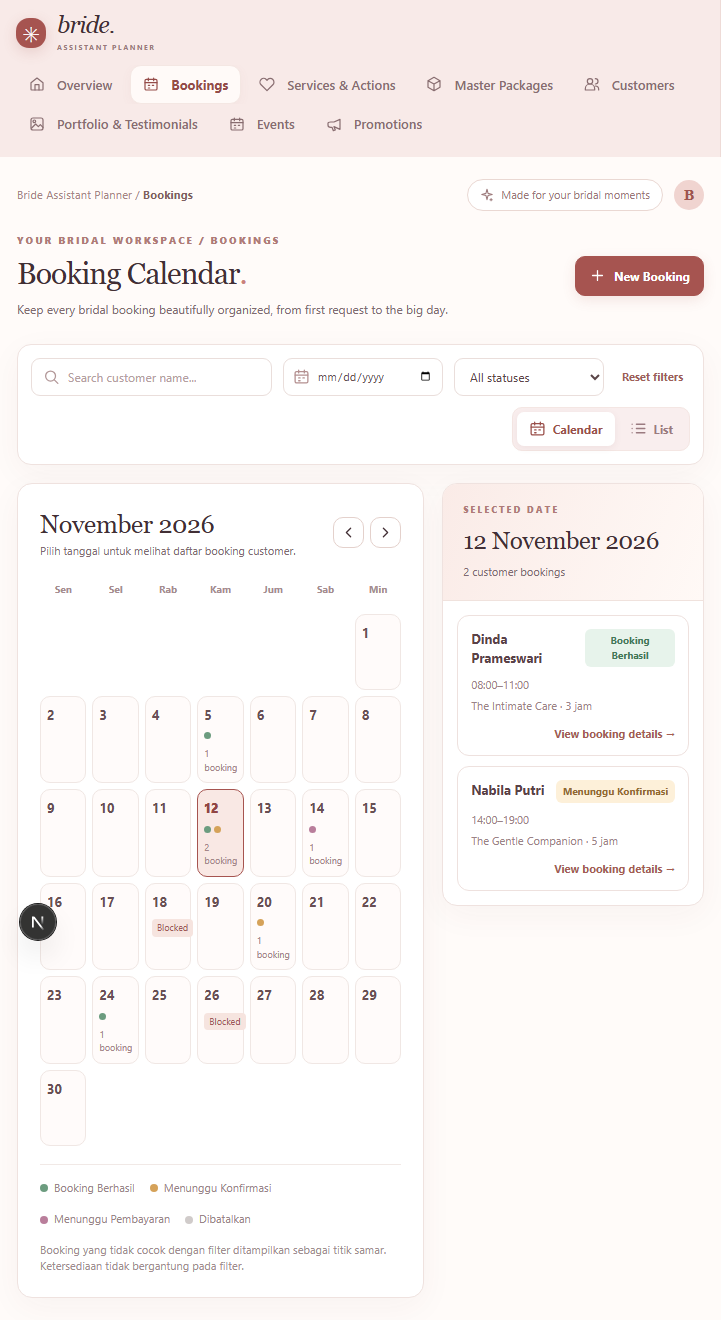 bride.
ASSISTANT PLANNER
Overview
Bookings
Services & Actions
Master Packages
Customers
Portfolio & Testimonials
Events
Promotions
Bride Assistant Planner / Bookings
Made for your bridal moments
B
YOUR BRIDAL WORKSPACE / BOOKINGS
Booking Calendar.
Keep every bridal booking beautifully organized, from first request to the big day.
New Booking
Search customer name...
mm/dd/yyyy
All statuses
Reset filters
Calendar
List
November 2026
Pilih tanggal untuk melihat daftar booking customer.
Sen Sel Rab Kam Jum Sab Min
1
2 3 4 5 6 7 8
1
booking
9 10 11 12 13 14 15
2 1
booking booking
16 17 18 19 20 21 22
Blocked
1
booking
23 24 25 26 27 28 29
Blocked
1
booking
30
N
Booking Berhasil
Menunggu Konfirmasi
Menunggu Pembayaran
Dibatalkan
Booking yang tidak cocok dengan filter ditampilkan sebagai titik samar.
Ketersediaan tidak bergantung pada filter.
SELECTED DATE
12 November 2026
2 customer bookings
Dinda
Prameswari
Booking
Berhasil
08:00–11:00
The Intimate Care · 3 jam
View booking details →
Nabila Putri
Menunggu Konfirmasi
14:00–19:00
The Gentle Companion · 5 jam
View booking details →